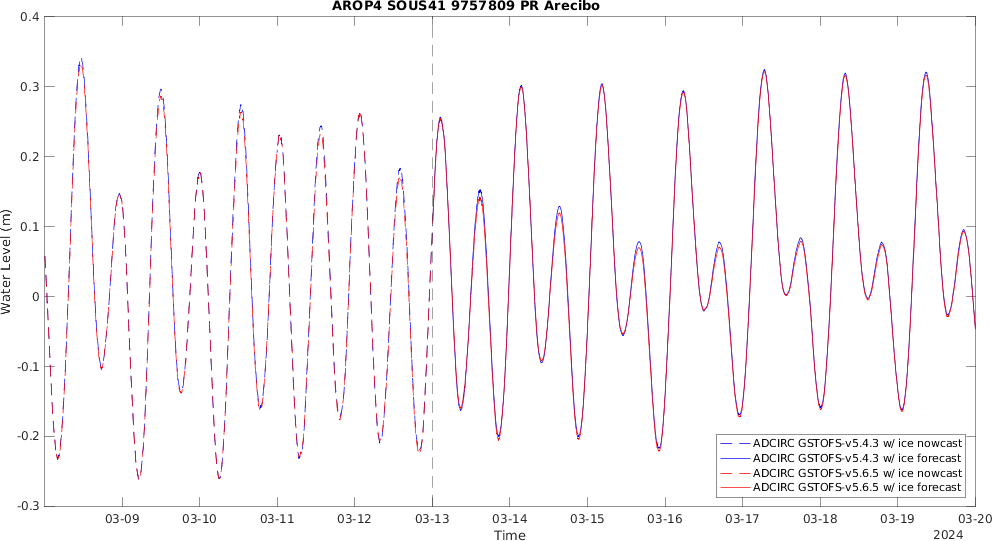 AROP4 SOUS41 9757809 PR Arecibo
0.4
0.3
0.2
0.1
0
-0.1
-0.2
-0.3
Water Level (m)
ADCIRC GSTOFS-v5.4.3 w/ ice nowcast
ADCIRC GSTOFS-v5.4.3 w/ ice forecast
ADCIRC GSTOFS-v5.6.5 w/ ice nowcast
ADCIRC GSTOFS-v5.6.5 w/ ice forecast
03-09 03-10 03-11 03-12 03-13 03-14 03-15 03-16 03-17 03-18 03-19 03-20
Time
2024